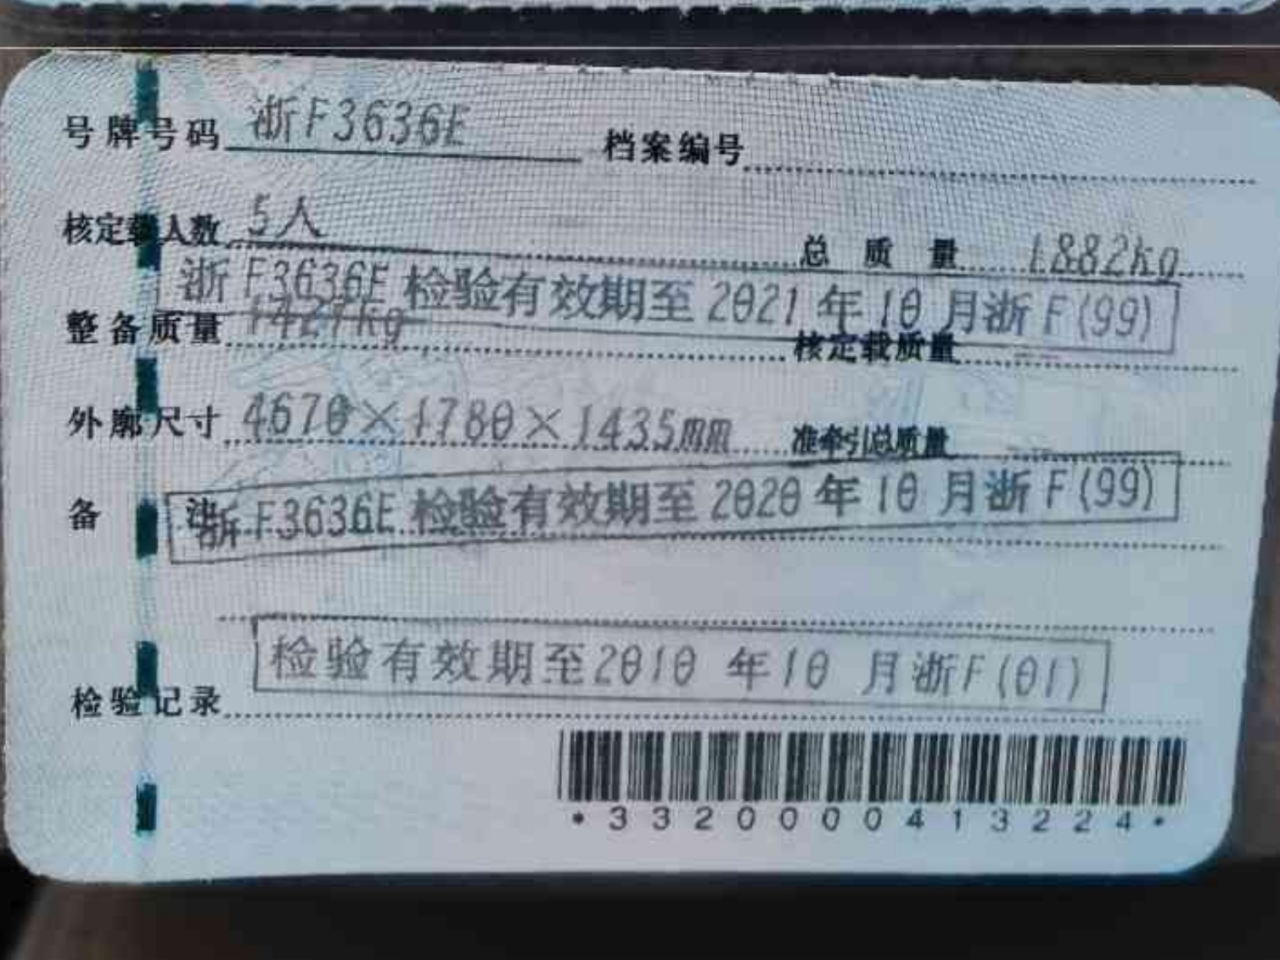 号牌号码 浙F3636E 档案编号
核定载人数 5人 总质量 1882kg
浙F3636E 检验有效期至2021年10月浙F(99)
整备质量 1427kg 核定载质量
外廓尺寸 4670×1780×1435mm 准牵引总质量
备注
浙F3636E 检验有效期至2020年10月浙F(99)
检验有效期至2010年10月浙F(01)
检验记录
*3320000413224*